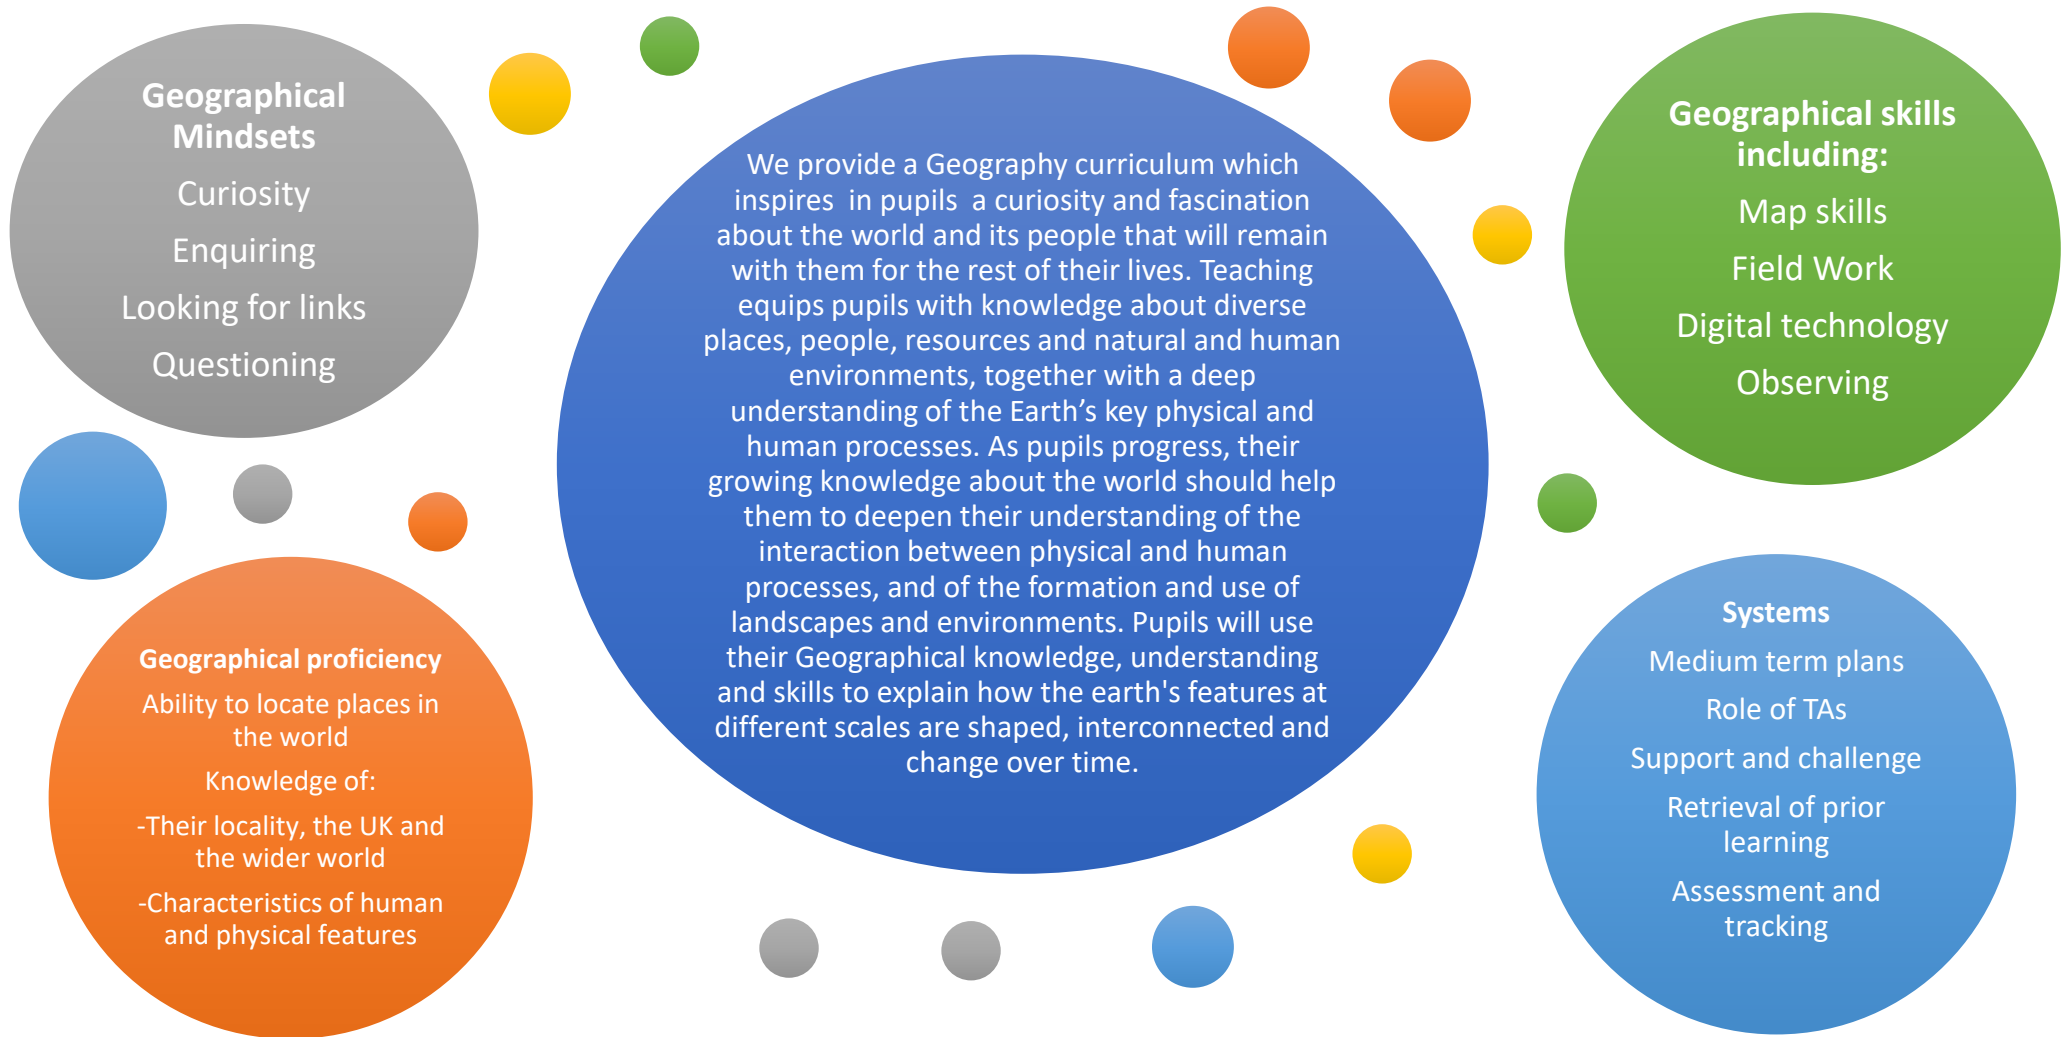 Geographical
Mindsets
Curiosity
Enquiring
Looking for links
Questioning
We provide a Geography curriculum which
inspires  in pupils  a curiosity and fascination
about the world and its people that will remain
with them for the rest of their lives. Teaching
equips pupils with knowledge about diverse
places, people, resources and natural and human
environments, together with a deep
understanding of the Earth’s key physical and
human processes. As pupils progress, their
growing knowledge about the world should help
them to deepen their understanding of the
interaction between physical and human
processes, and of the formation and use of
landscapes and environments. Pupils will use
their Geographical knowledge, understanding
and skills to explain how the earth's features at
different scales are shaped, interconnected and
change over time.
Geographical skills
including:
Map skills
Field Work
Digital technology
Observing
Geographical proficiency
Ability to locate places in
the world
Knowledge of:
-Their locality, the UK and
the wider world
-Characteristics of human
and physical features
Systems
Medium term plans
Role of TAs
Support and challenge
Retrieval of prior
learning
Assessment and
tracking